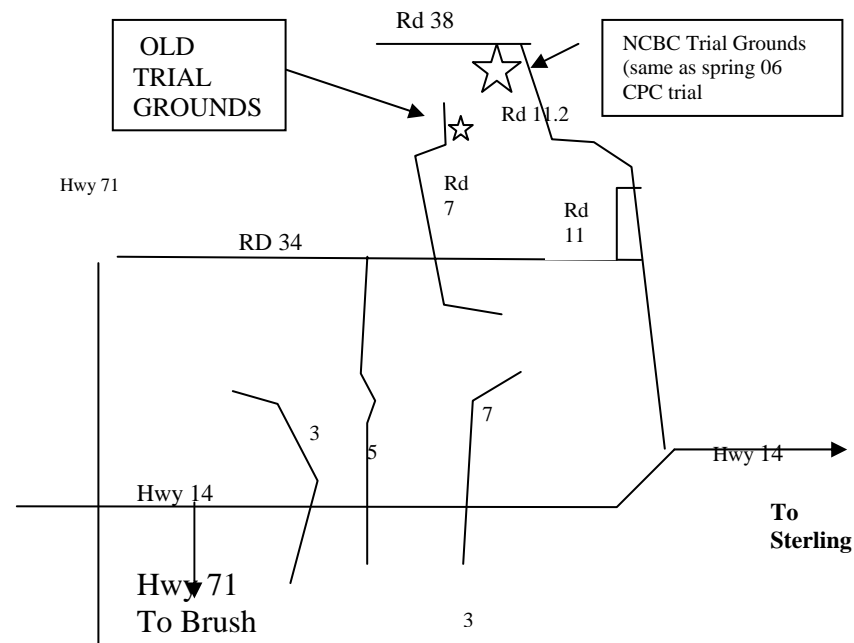 Rd 38
OLD
TRIAL
GROUNDS
NCBC Trial Grounds
(same as spring 06
CPC trial
Rd 11.2
Hwy 71
Rd
7
Rd
11
RD 34
3
5
7
Hwy 14
Hwy 14
To
Sterling
Hwy 71
To Brush
3